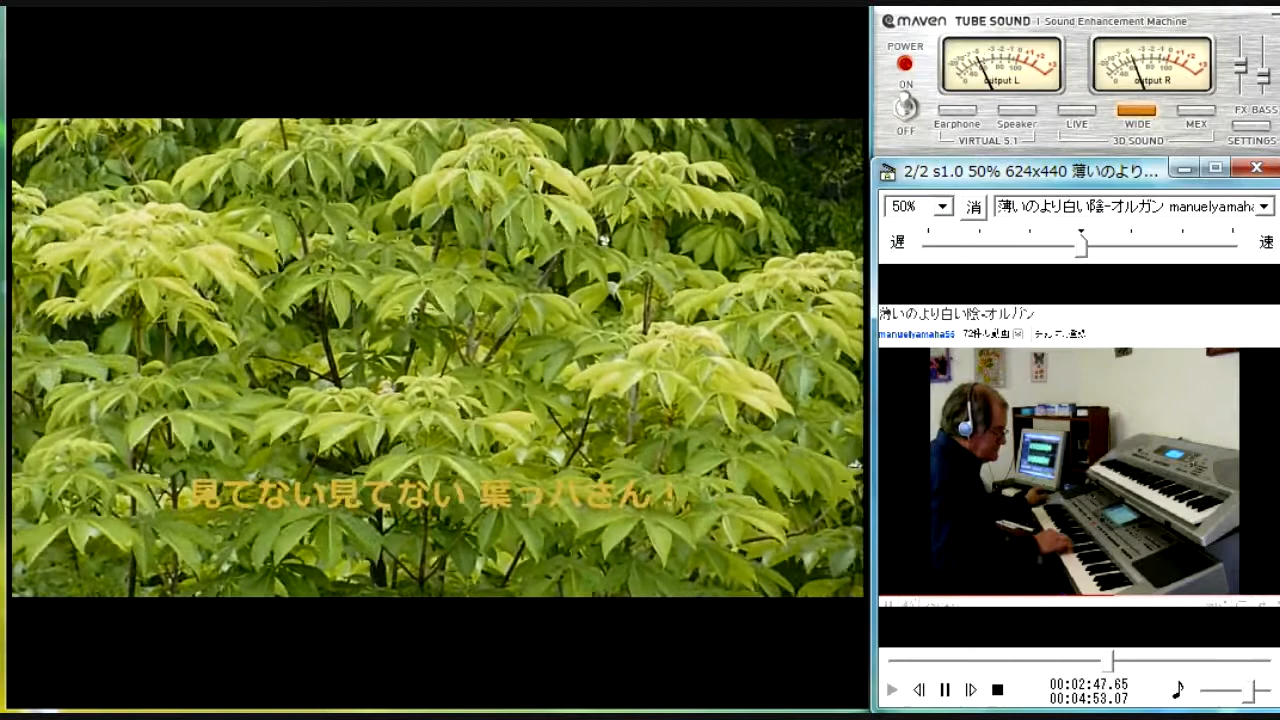 MAVEN TUBE SOUND | Sound Enhancement Machine
POWER
ON
OFF
output L
output R
Earphone Speaker LIVE WIDE MEX FX BASS
VIRTUAL 5.1 3D SOUND SETTINGS
2/2 s1.0 50% 624x440 薄いのより...
50% 消 薄いのより白い陰-オルガン manuelyamaha
遅 速
薄いのより白い陰-オルガン
manuelyamaha56
見てない見てない 葉っパさん!
00:02:47.65
00:04:53.07